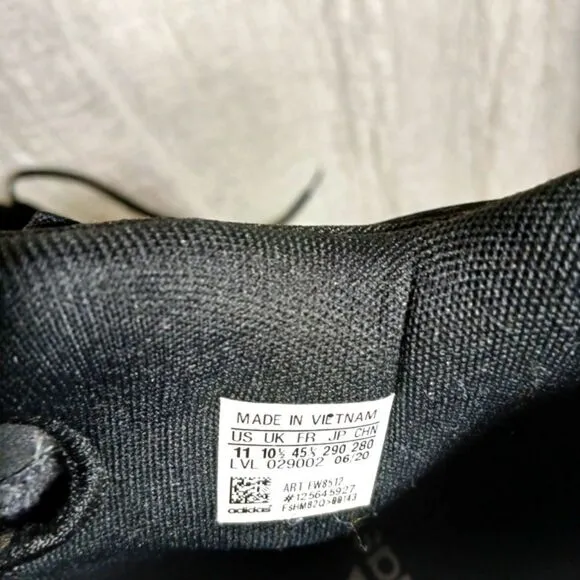 MADE IN VIETNAM
US UK FR JP CHN
11 10½ 45⅓ 290 280
LVL 029002 06/20
ART FW8512
#125645927
adidas